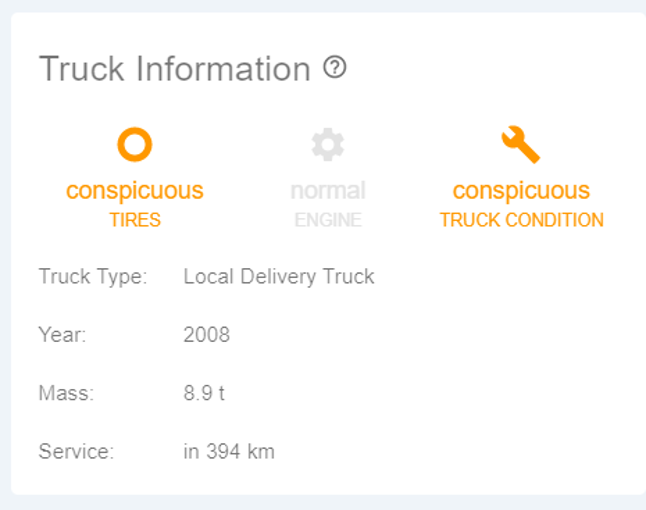 Truck Information ?
conspicuous normal conspicuous
TIRES ENGINE TRUCK CONDITION
Truck Type: Local Delivery Truck
Year: 2008
Mass: 8.9 t
Service: in 394 km